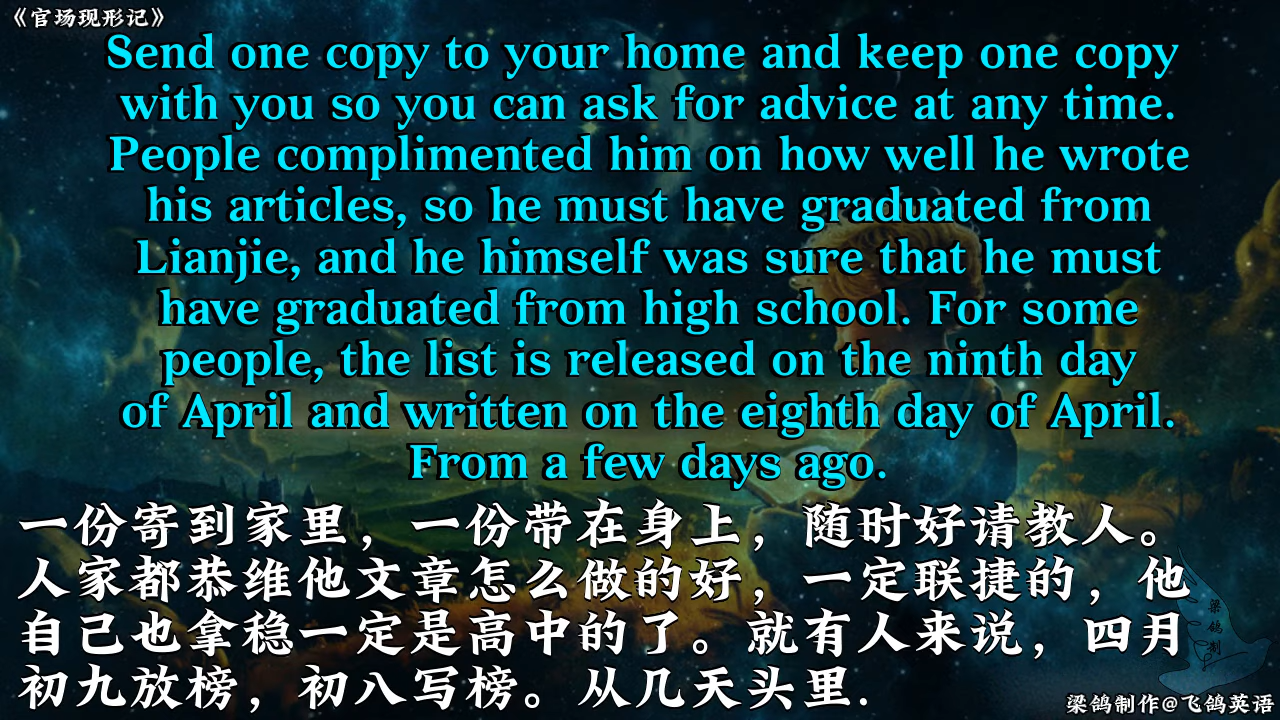 《官场现形记》
Send one copy to your home and keep one copy
with you so you can ask for advice at any time.
People complimented him on how well he wrote
his articles, so he must have graduated from
Lianjie, and he himself was sure that he must
have graduated from high school. For some
people, the list is released on the ninth day
of April and written on the eighth day of April.
From a few days ago.
一份寄到家里，一份带在身上，随时好请教人。
人家都恭维他文章怎么做的好，一定联捷的，他
自己也拿稳一定是高中的了。就有人来说，四月
初九放榜，初八写榜。从几天头里.
梁鸽制
梁鸽制作@飞鸽英语